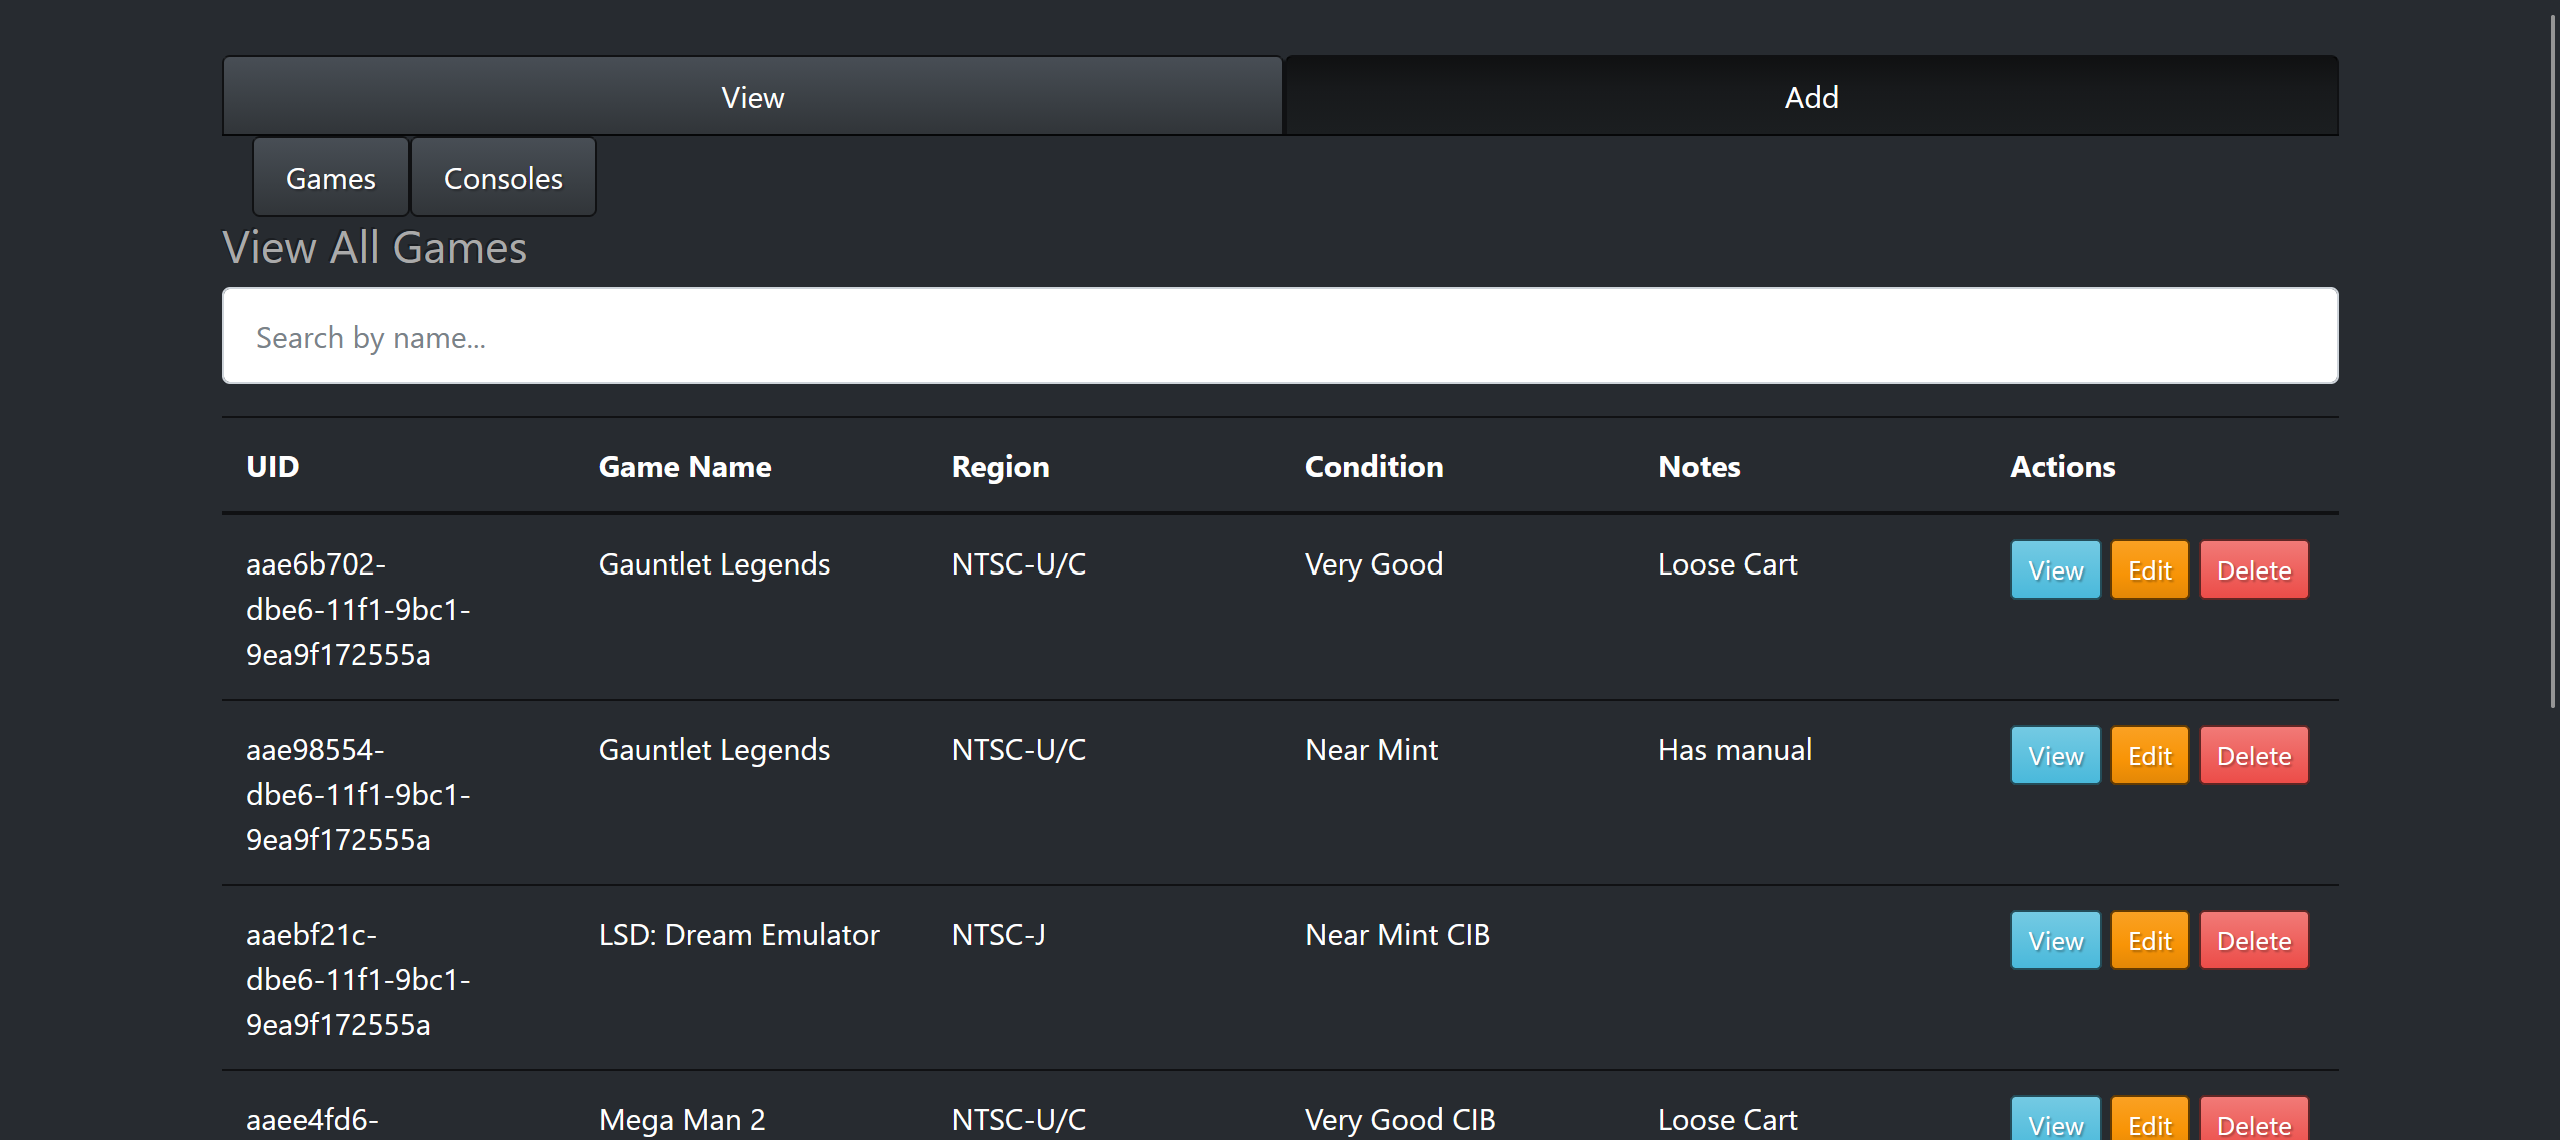 View Add
Games Consoles
View All Games
Search by name...
UID Game Name Region Condition Notes Actions
aae6b702- Gauntlet Legends NTSC-U/C Very Good Loose Cart View Edit Delete
dbe6-11f1-9bc1-
9ea9f172555a
aae98554- Gauntlet Legends NTSC-U/C Near Mint Has manual View Edit Delete
dbe6-11f1-9bc1-
9ea9f172555a
aaebf21c- LSD: Dream Emulator NTSC-J Near Mint CIB View Edit Delete
dbe6-11f1-9bc1-
9ea9f172555a
aaee4fd6- Mega Man 2 NTSC-U/C Very Good CIB Loose Cart View Edit Delete